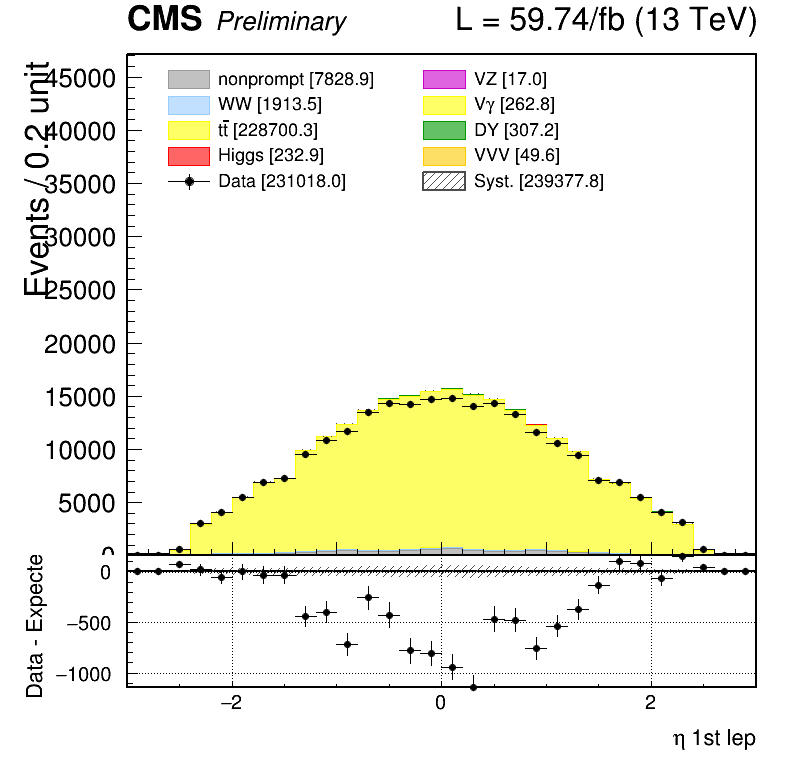 CMS Preliminary L = 59.74/fb (13 TeV)
Events / 0.2 unit
45000
40000
35000
30000
25000
20000
15000
10000
5000
0
nonprompt [7828.9] VZ [17.0]
WW [1913.5] Vγ [262.8]
tt̄ [228700.3] DY [307.2]
Higgs [232.9] VVV [49.6]
Data [231018.0] Syst. [239377.8]
Data - Expecte
0
−500
−1000
−2 0 2
η 1st lep